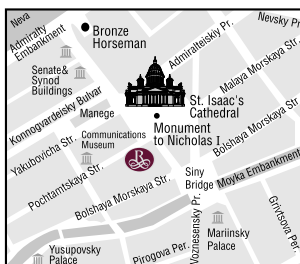 Neva
Admiralty
Embankment
Bronze
Horseman
Admiralteiskiy Pr.
Nevsky Pr.
Senate&
Synod
Buildings
Malaya Morskaya Str.
St. Isaac's
Cathedral
Konnogvardeisky Bulvar
Manege
Monument
to Nicholas I
Bolshaya Morskaya Str.
Yakubovicha Str.
Communications
Museum
R
Siny
Bridge
Moyka Embankment
Pochtamtskaya Str.
Bolshaya Morskaya Str.
Voznesensky Pr.
Mariinsky
Palace
Grivtsova Per.
Yusupovsky
Palace
Pirogova Per.